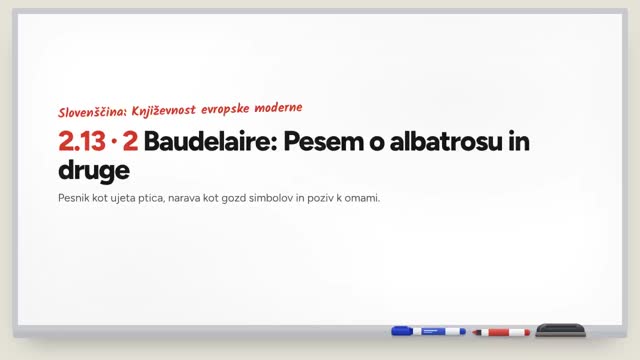 Slovenščina: Književnost evropske moderne
2.13 · 2 Baudelaire: Pesem o albatrosu in
druge
Pesnik kot ujeta ptica, narava kot gozd simbolov in poziv k omami.